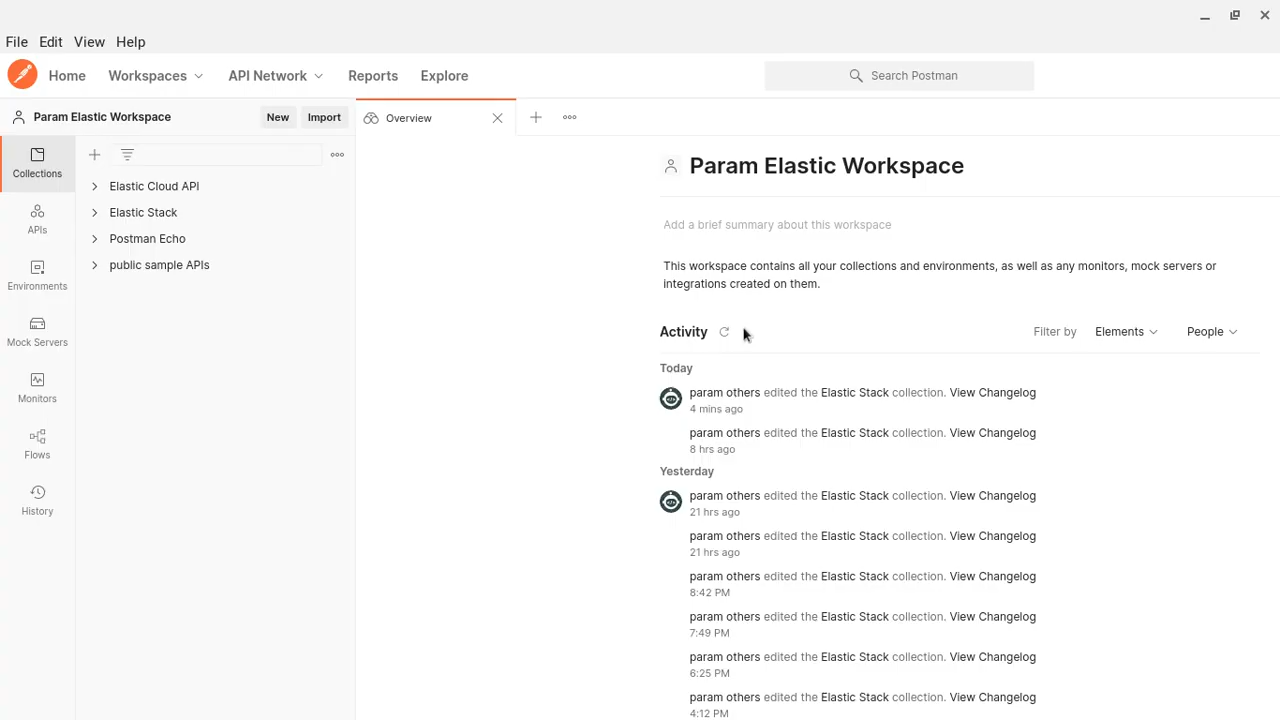 File Edit View Help
Home Workspaces API Network Reports Explore Search Postman
Param Elastic Workspace New Import
Overview
Collections
APIs
Environments
Mock Servers
Monitors
Flows
History
Elastic Cloud API
Elastic Stack
Postman Echo
public sample APIs
Param Elastic Workspace
Add a brief summary about this workspace
This workspace contains all your collections and environments, as well as any monitors, mock servers or
integrations created on them.
Activity Filter by Elements People
Today
param others edited the Elastic Stack collection. View Changelog
4 mins ago
param others edited the Elastic Stack collection. View Changelog
8 hrs ago
Yesterday
param others edited the Elastic Stack collection. View Changelog
21 hrs ago
param others edited the Elastic Stack collection. View Changelog
21 hrs ago
param others edited the Elastic Stack collection. View Changelog
8:42 PM
param others edited the Elastic Stack collection. View Changelog
7:49 PM
param others edited the Elastic Stack collection. View Changelog
6:25 PM
param others edited the Elastic Stack collection. View Changelog
4:12 PM